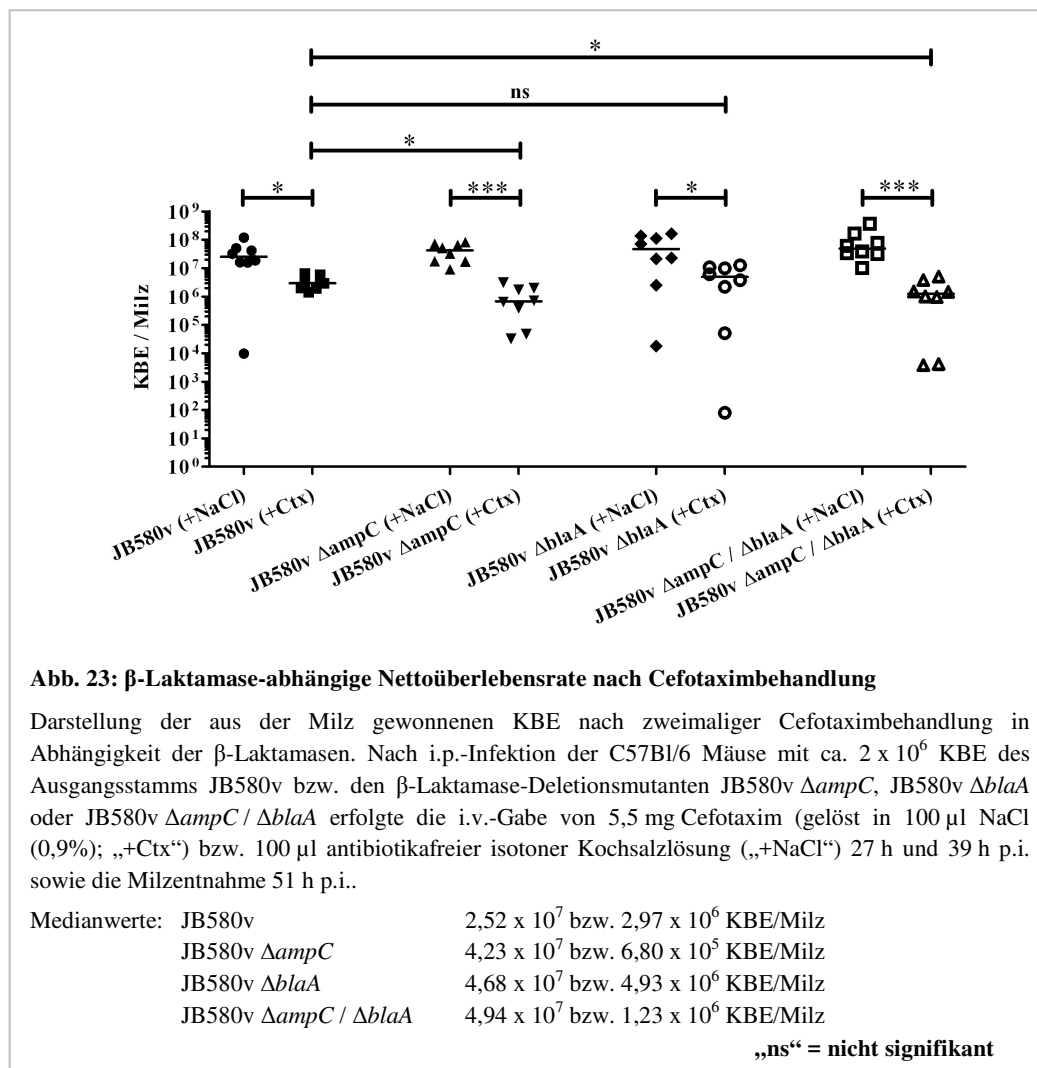 *
ns
*
*
***
*
***
10⁹
10⁸
10⁷
10⁶
10⁵
10⁴
10³
10²
10¹
10⁰
KBE / Milz
JB580v (+NaCl)
JB580v (+Ctx)
JB580v ΔampC (+NaCl)
JB580v ΔampC (+Ctx)
JB580v ΔblaA (+NaCl)
JB580v ΔblaA (+Ctx)
JB580v ΔampC / ΔblaA (+NaCl)
JB580v ΔampC / ΔblaA (+Ctx)
Abb. 23: β-Laktamase-abhängige Nettoüberlebensrate nach Cefotaximbehandlung
Darstellung der aus der Milz gewonnenen KBE nach zweimaliger Cefotaximbehandlung in
Abhängigkeit der β-Laktamasen. Nach i.p.-Infektion der C57Bl/6 Mäuse mit ca. 2 x 10⁶ KBE des
Ausgangsstamms JB580v bzw. den β-Laktamase-Deletionsmutanten JB580v ΔampC, JB580v ΔblaA
oder JB580v ΔampC / ΔblaA erfolgte die i.v.-Gabe von 5,5 mg Cefotaxim (gelöst in 100 µl NaCl
(0,9%); „+Ctx“) bzw. 100 µl antibiotikafreier isotoner Kochsalzlösung („+NaCl“) 27 h und 39 h p.i.
sowie die Milzentnahme 51 h p.i..
Medianwerte: JB580v 2,52 x 10⁷ bzw. 2,97 x 10⁶ KBE/Milz
JB580v ΔampC 4,23 x 10⁷ bzw. 6,80 x 10⁵ KBE/Milz
JB580v ΔblaA 4,68 x 10⁷ bzw. 4,93 x 10⁶ KBE/Milz
JB580v ΔampC / ΔblaA 4,94 x 10⁷ bzw. 1,23 x 10⁶ KBE/Milz
„ns“ = nicht signifikant